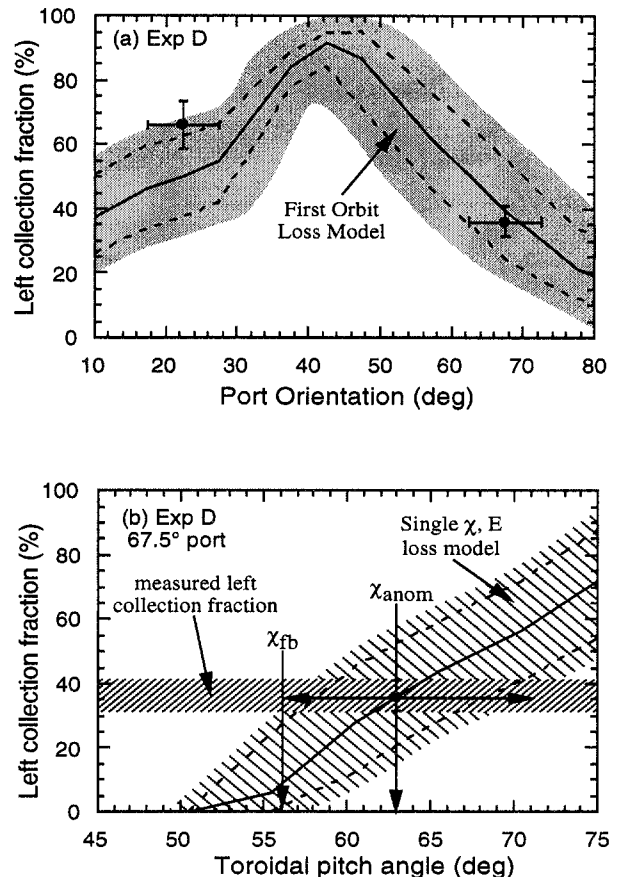 (a) Exp D
Left collection fraction (%)
100
80
60
40
20
0
First Orbit
Loss Model
10 20 30 40 50 60 70 80
Port Orientation (deg)
(b) Exp D
67.5° port
Left collection fraction (%)
100
80
60
40
20
0
measured left
collection fraction
Single χ, E
loss model
χfb
χanom
45 50 55 60 65 70 75
Toroidal pitch angle (deg)